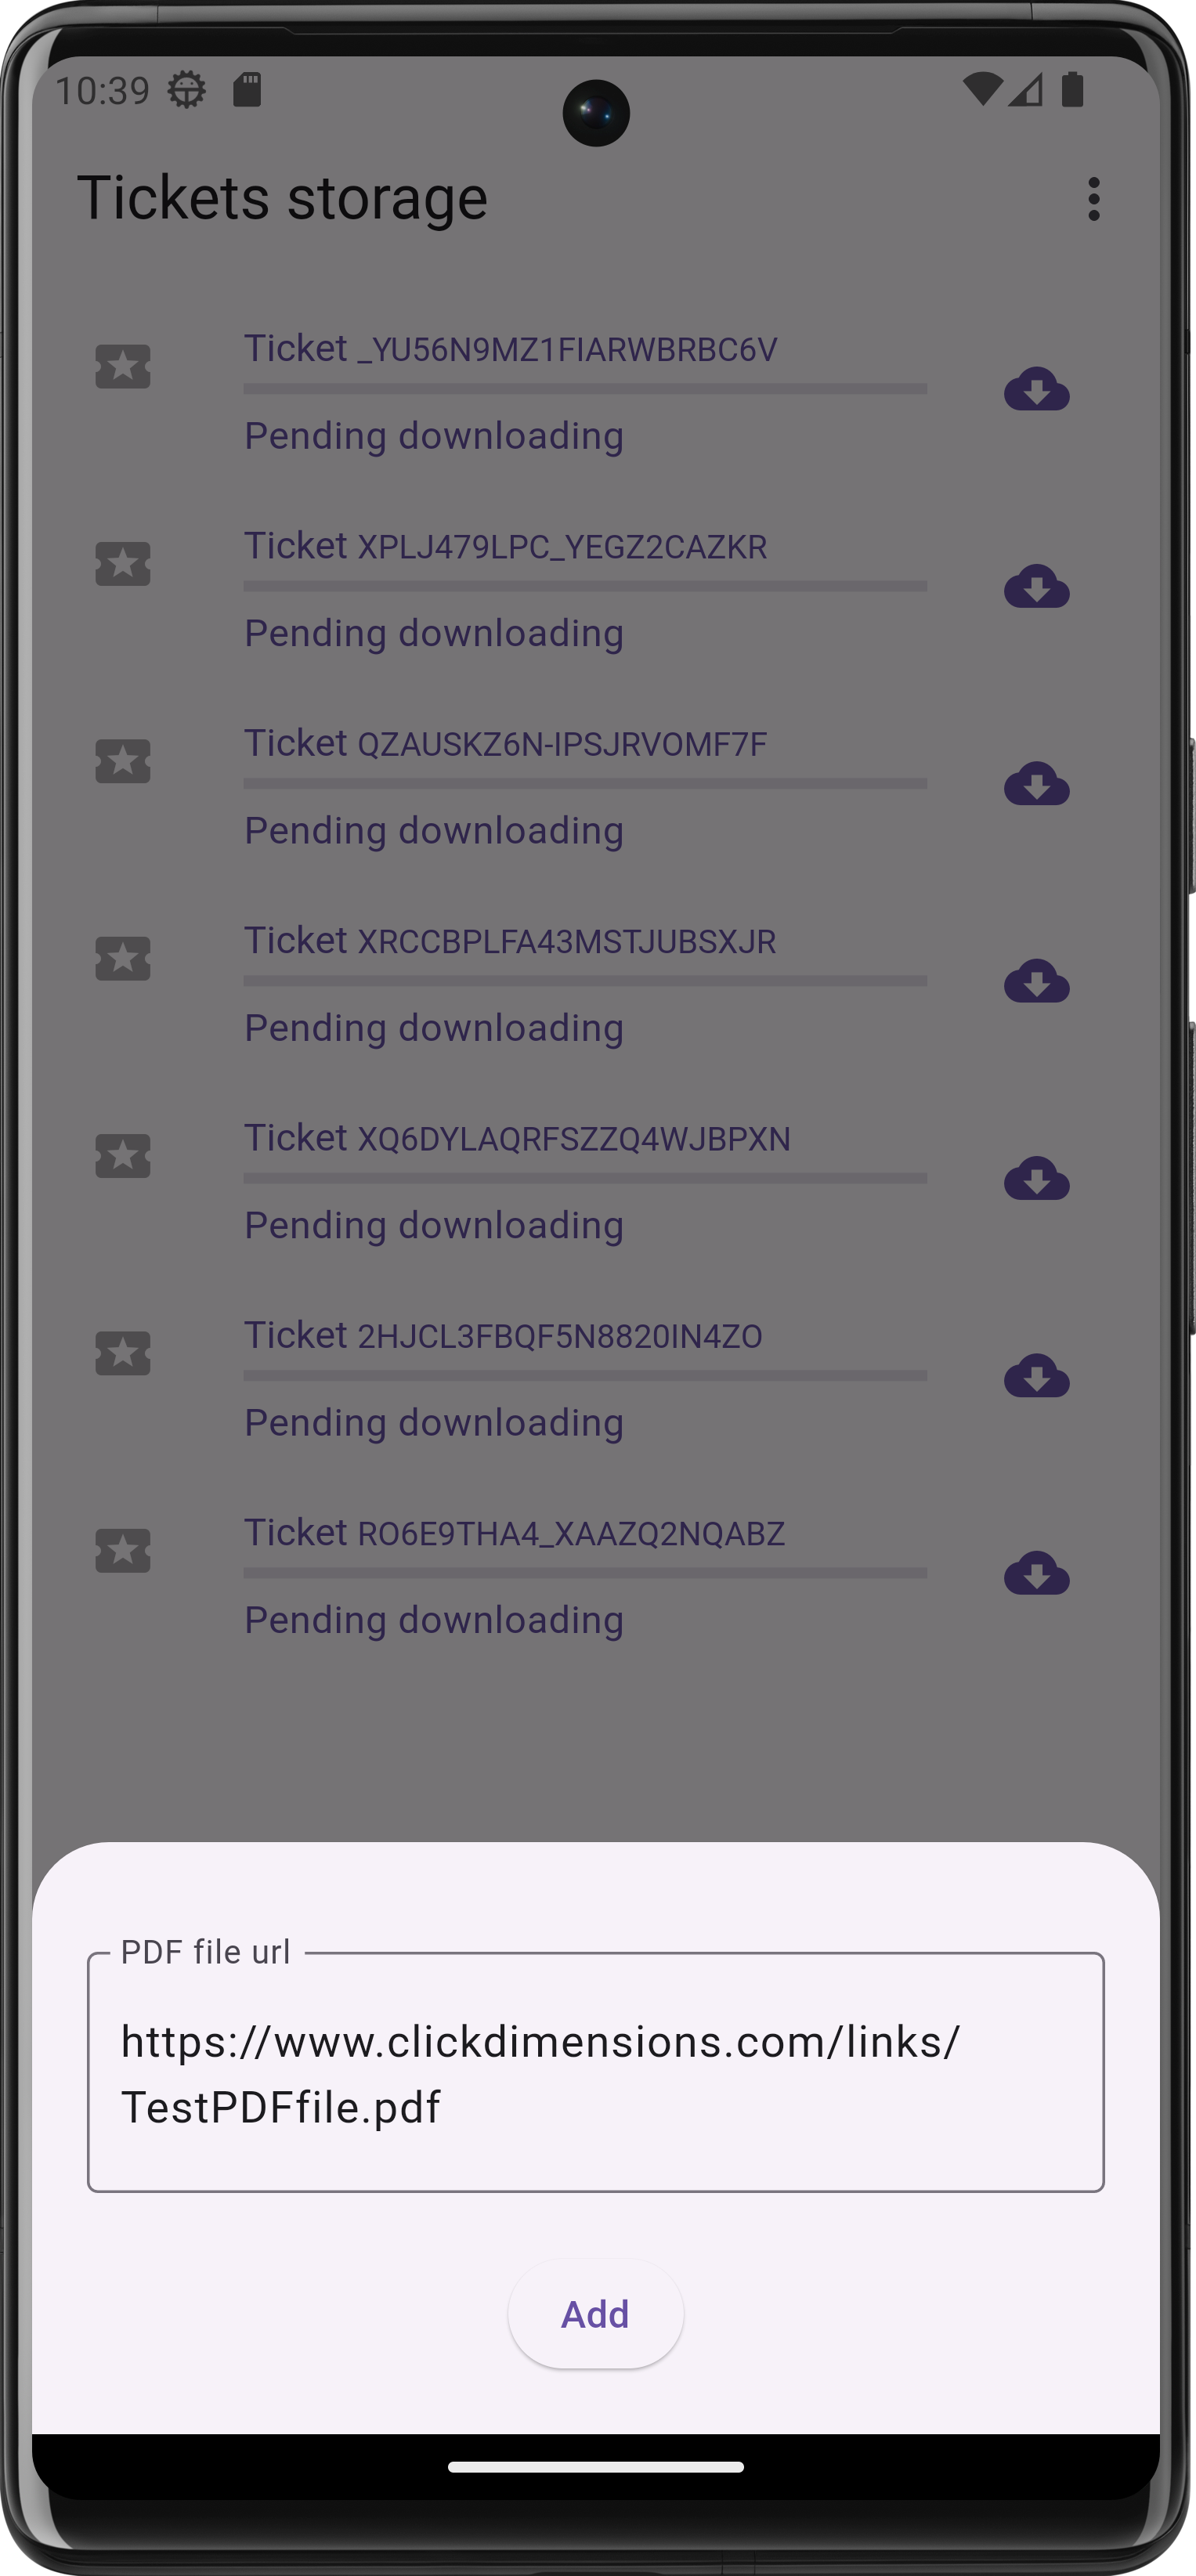 10:39
Tickets storage
Ticket _YU56N9MZ1FIARWBRBC6V
Pending downloading
Ticket XPLJ479LPC_YEGZ2CAZKR
Pending downloading
Ticket QZAUSKZ6N-IPSJRVOMF7F
Pending downloading
Ticket XRCCBPLFA43MSTJUBSXJR
Pending downloading
Ticket XQ6DYLAQRFSZZQ4WJBPXN
Pending downloading
Ticket 2HJCL3FBQF5N8820IN4ZO
Pending downloading
Ticket RO6E9THA4_XAAZQ2NQABZ
Pending downloading
PDF file url
https://www.clickdimensions.com/links/
TestPDFfile.pdf
Add